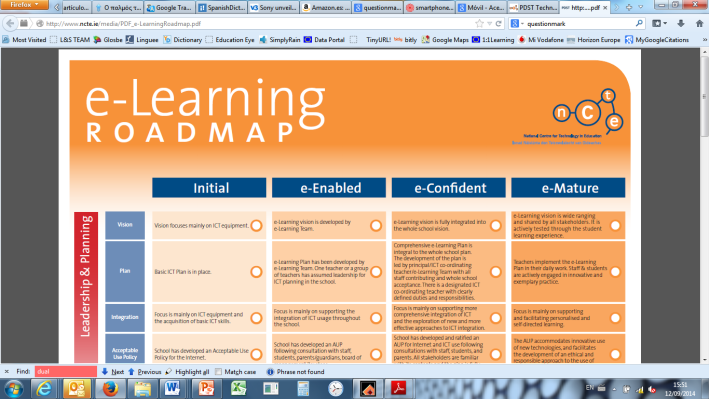 Firefox
articulo...
Ο παλμός τ...
Google Tra...
SpanishDict...
v3 Sony unveil...
Amazon.es: ...
questionma...
smartphone...
Móvil - Ace...
PDST Techn...
http:....pdf
http://www.ncte.ie/media/PDF_e-LearningRoadmap.pdf
questionmark
Most Visited
L&S TEAM
Glosbe
Linguee
Dictionary
Education Eye
SimplyRain
Data Portal
TinyURL!
bitly
Google Maps
1:1Learning
Mi Vodafone
Horizon Europe
MyGoogleCitations
e-Learning
ROADMAP
n c t e
National Centre for Technology in Education
Initial
e-Enabled
e-Confident
e-Mature
Leadership & Planning
Vision
Vision focuses mainly on ICT equipment.
e-Learning vision is developed by
e-Learning Team.
e-Learning vision is fully integrated into
the whole school vision.
e-Learning vision is wide ranging
and shared by all stakeholders. It is
actively tested through the student
learning experience.
Plan
Basic ICT Plan is in place.
e-Learning Plan has been developed by
e-Learning Team. One teacher or a group
of teachers has assumed leadership for
ICT planning in the school.
Comprehensive e-Learning Plan is
integral to the whole school plan.
The development of the plan is
led by principal/ICT co-ordinating
teacher/e-Learning Team with all
staff contributing and whole school
acceptance. There is a designated ICT
co-ordinating teacher with clearly
defined duties and responsibilities.
Teachers implement the e-Learning
Plan in their daily work. Staff & students
are actively engaged in innovative and
exemplary practice.
Integration
Focus is mainly on ICT equipment and
the acquisition of basic ICT skills.
Focus is mainly on supporting the
integration of ICT usage throughout
the school.
Focus is mainly on supporting more
comprehensive integration of ICT
and the exploration of new and more
effective approaches to ICT integration.
Focus is mainly on supporting
and facilitating personalised and
self-directed learning.
Acceptable
Use Policy
School has developed an Acceptable Use
Policy for the Internet.
School has developed an AUP
following consultation with staff,
students, parents/guardians, board of
School has developed and ratified an
AUP for Internet and ICT use following
consultations with staff, students, and
parents. All stakeholders are familiar
The AUP accommodates innovative use
of new technologies, and facilitates
the development of an ethical and
responsible approach to the use of
Find: dual
Next
Previous
Highlight all
Match case
Phrase not found
EN
15:51
12/09/2014